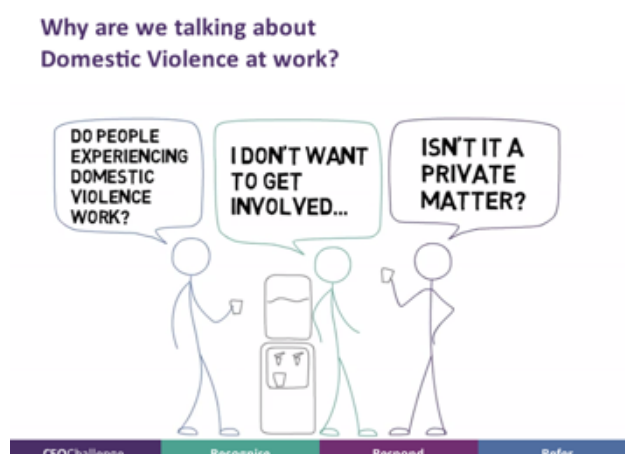 Why are we talking about
Domestic Violence at work?
DO PEOPLE
EXPERIENCING
DOMESTIC
VIOLENCE
WORK?
I DON'T WANT
TO GET
INVOLVED...
ISN'T IT A
PRIVATE
MATTER?
CEOChallenge
Recognise
Respond
Refer